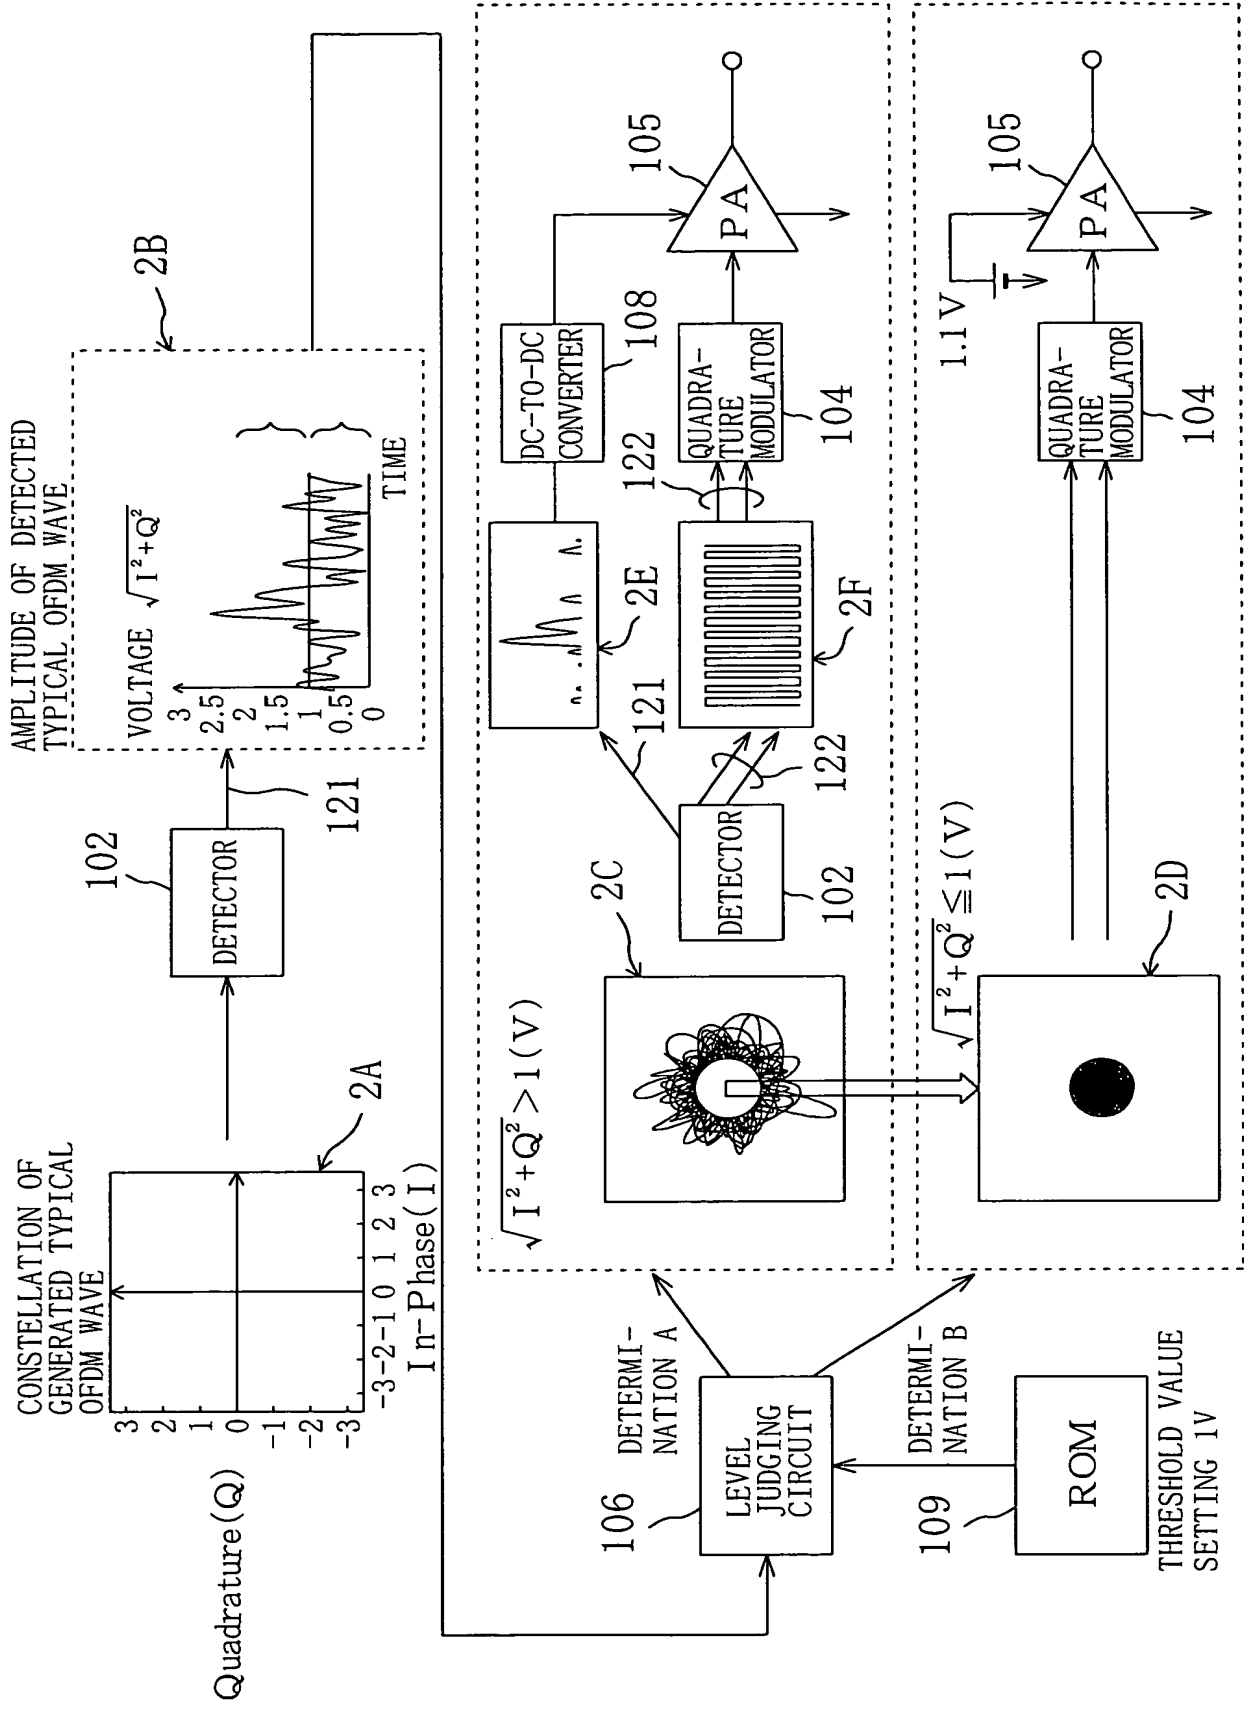 CONSTELLATION OF
GENERATED TYPICAL
OFDM WAVE
3
2
1
0
-1
-2
-3
Quadrature(Q)
-3 -2 -1 0 1 2 3
In-Phase(I)
2A
102
DETECTOR
121
AMPLITUDE OF DETECTED
TYPICAL OFDM WAVE
VOLTAGE √I²+Q²
3
2.5
2
1.5
1
0.5
0
TIME
2B
106
LEVEL
JUDGING
CIRCUIT
DETERMI-
NATION A
DETERMI-
NATION B
109
ROM
THRESHOLD VALUE
SETTING 1V
√I²+Q² > 1(V)
2C
DETECTOR
102
121
122
2E
2F
122
DC-TO-DC
CONVERTER
108
QUADRA-
TURE
MODULATOR
104
PA
105
√I²+Q² ≦ 1(V)
2D
QUADRA-
TURE
MODULATOR
104
1.1V
PA
105